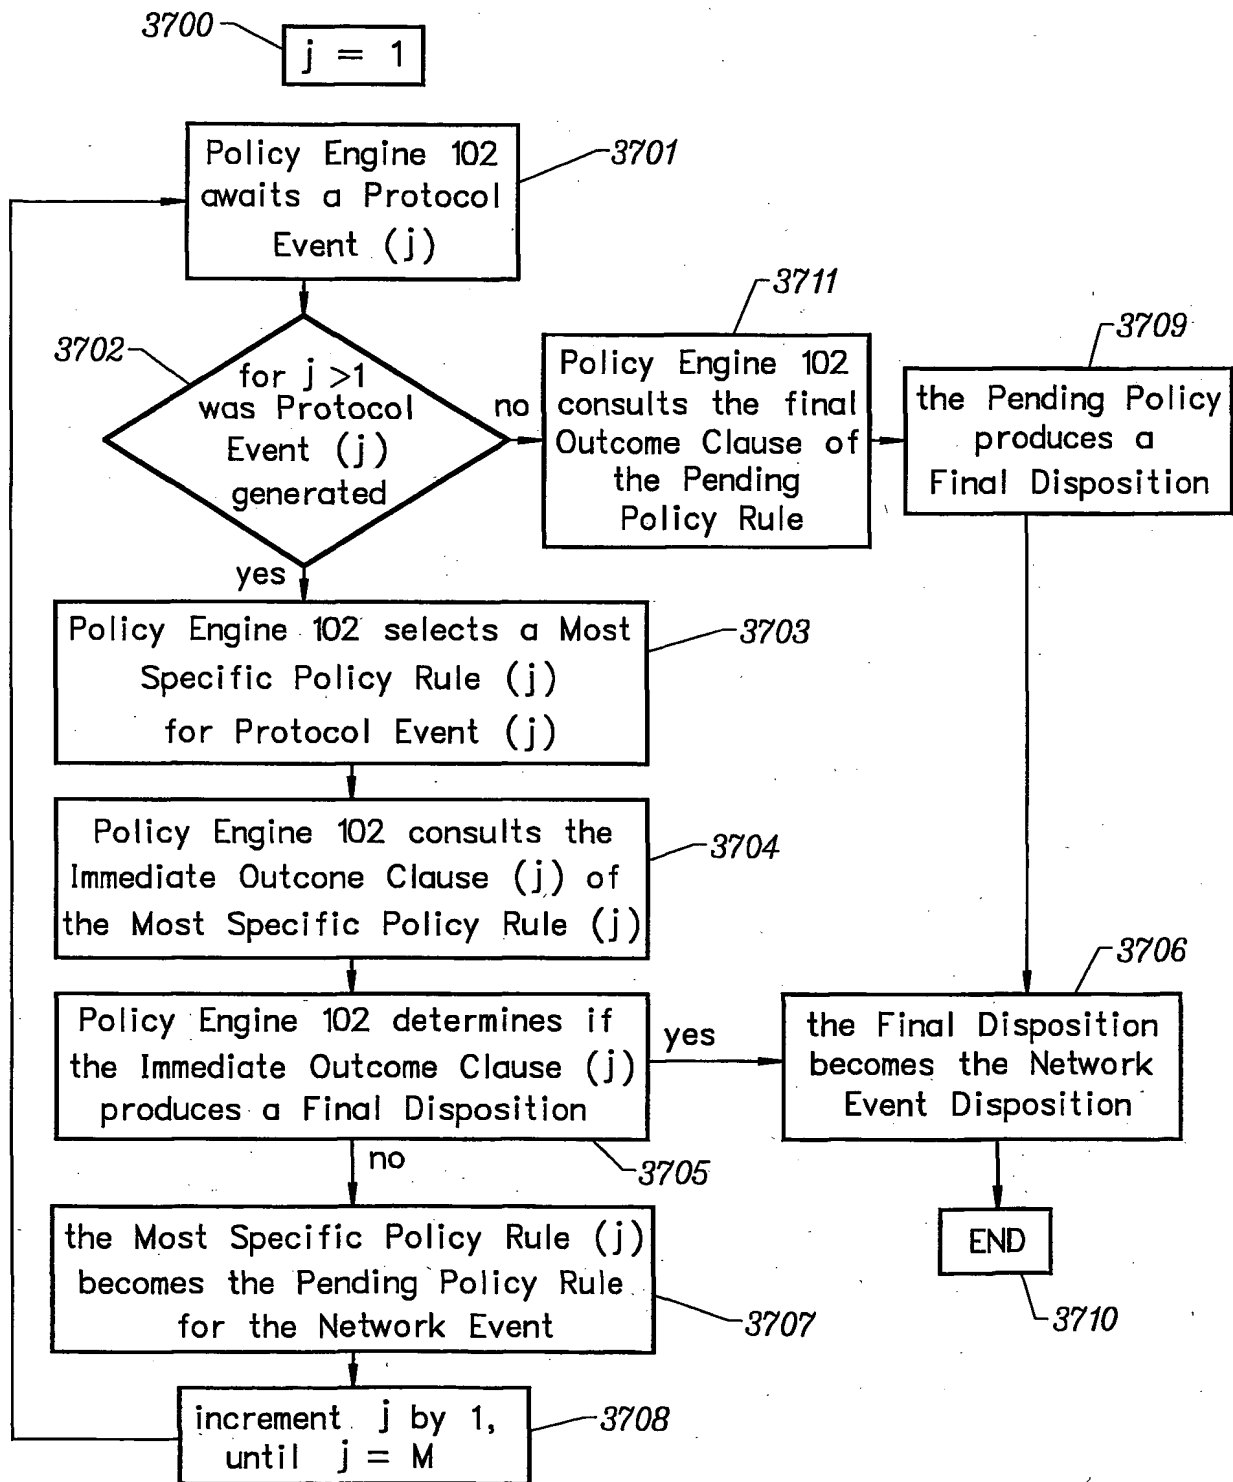 3700
j = 1
Policy Engine 102
awaits a Protocol
Event (j)
3701
3702
for j >1
was Protocol
Event (j)
generated
no
yes
3711
Policy Engine 102
consults the final
Outcome Clause of
the Pending
Policy Rule
3709
the Pending Policy
produces a
Final Disposition
Policy Engine 102 selects a Most
Specific Policy Rule (j)
for Protocol Event (j)
3703
Policy Engine 102 consults the
Immediate Outcone Clause (j) of
the Most Specific Policy Rule (j)
3704
Policy Engine 102 determines if
the Immediate Outcome Clause (j)
produces a Final Disposition
3705
yes
no
3706
the Final Disposition
becomes the Network
Event Disposition
END
3710
the Most Specific Policy Rule (j)
becomes the Pending Policy Rule
for the Network Event
3707
increment j by 1,
until j = M
3708